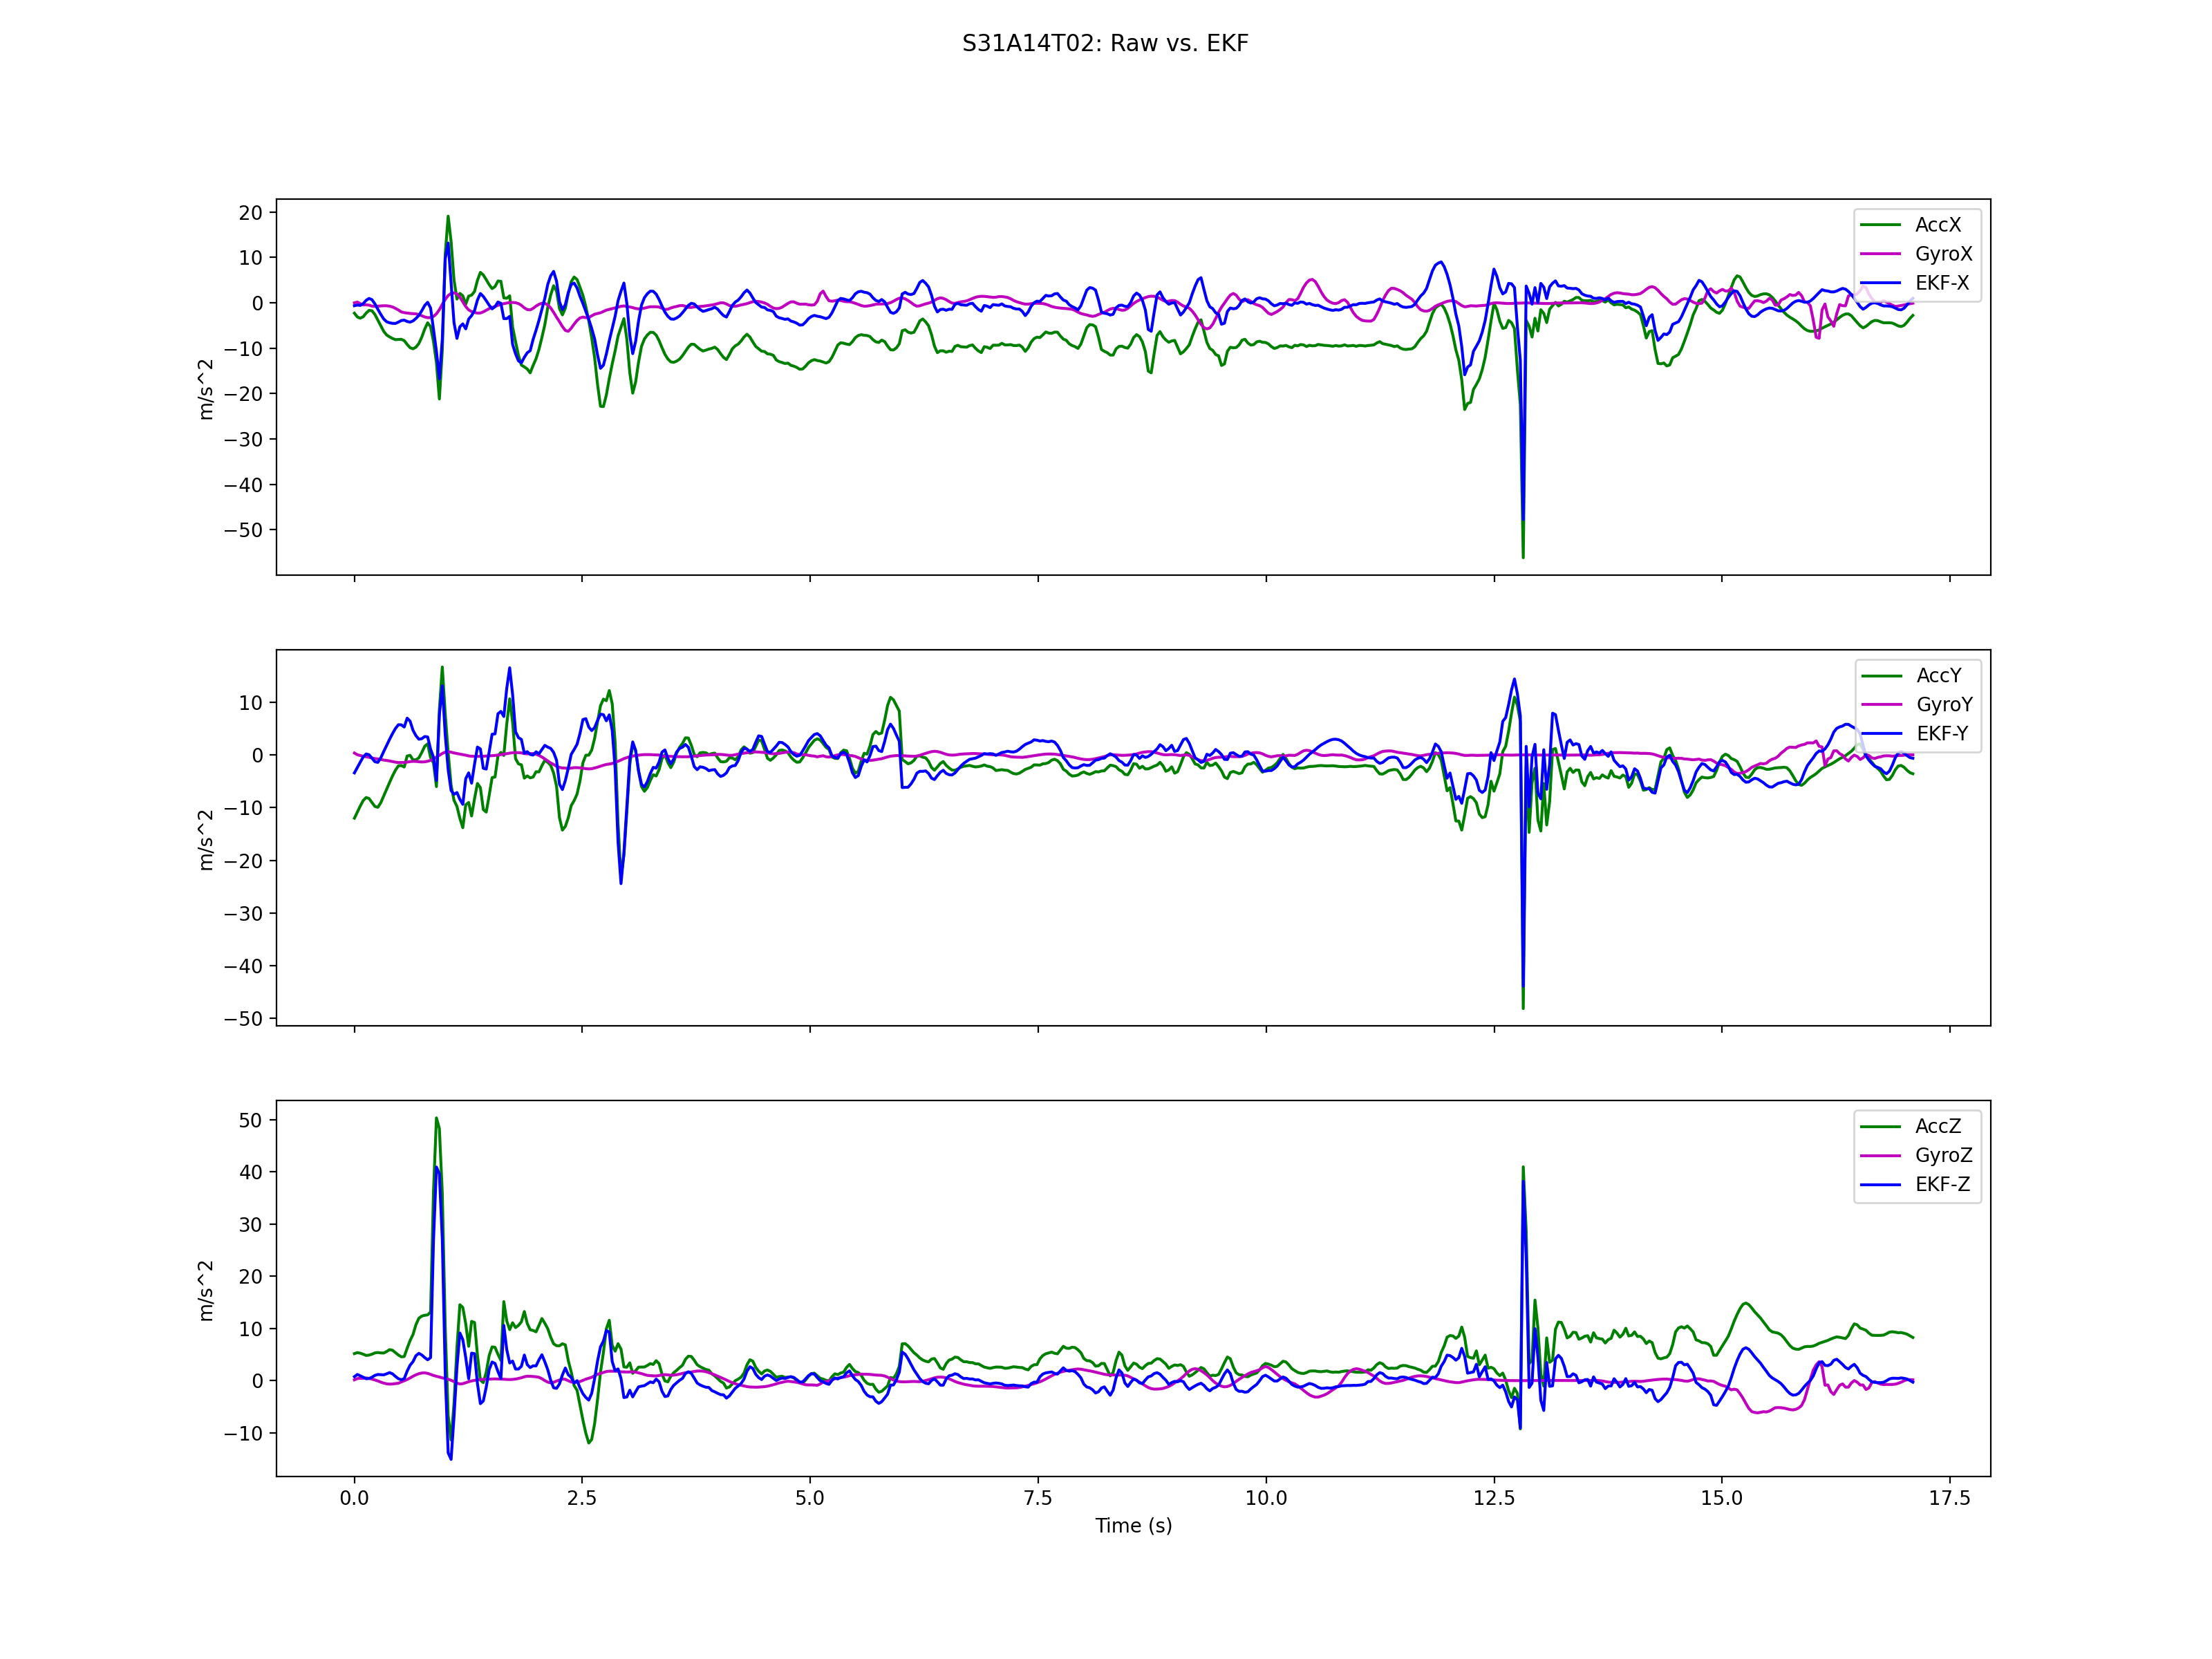 S31A14T02: Raw vs. EKF
20
10
0
−10
−20
−30
−40
−50
m/s^2
AccX
GyroX
EKF-X
10
0
−10
−20
−30
−40
−50
m/s^2
AccY
GyroY
EKF-Y
50
40
30
20
10
0
−10
m/s^2
AccZ
GyroZ
EKF-Z
0.0 2.5 5.0 7.5 10.0 12.5 15.0 17.5
Time (s)